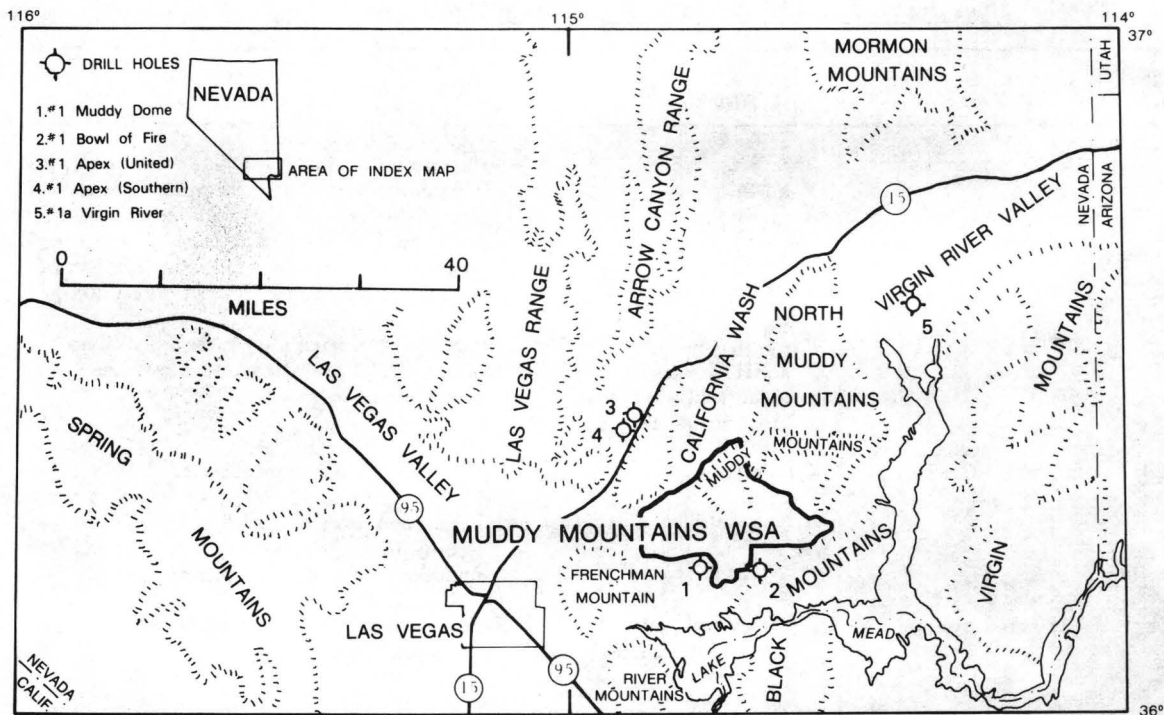 116°
115°
114°
37°
DRILL HOLES
1.#1 Muddy Dome
2.#1 Bowl of Fire
3.#1 Apex (United)
4.#1 Apex (Southern)
5.#1a Virgin River
NEVADA
AREA OF INDEX MAP
0
40
MILES
MORMON
MOUNTAINS
UTAH
NEVADA
ARIZONA
15
ARROW CANYON RANGE
LAS VEGAS RANGE
CALIFORNIA WASH
VIRGIN RIVER VALLEY
5
NORTH
MUDDY
MOUNTAINS
MOUNTAINS
MUDDY
MOUNTAINS
VIRGIN
LAS VEGAS VALLEY
3
4
SPRING
MOUNTAINS
95
MUDDY MOUNTAINS WSA
FRENCHMAN
MOUNTAIN
1
2
MOUNTAINS
BLACK
LAS VEGAS
LAKE
MEAD
RIVER
MOUNTAINS
15
95
NEVADA
CALIF
36°